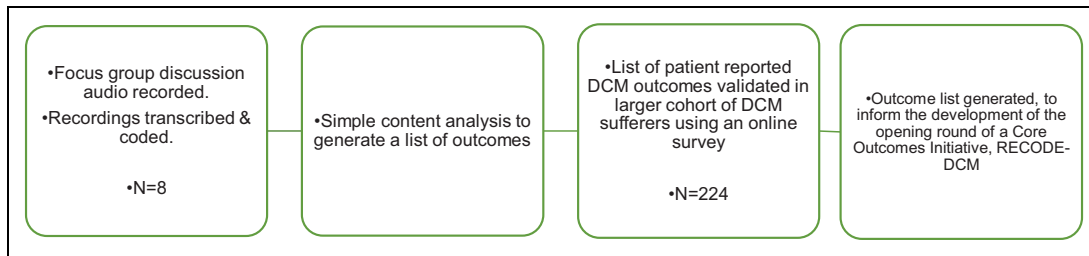 •Focus group discussion
audio recorded.
•Recordings transcribed &
coded.
•N=8
•Simple content analysis to
generate a list of outcomes
•List of patient reported
DCM outcomes validated in
larger cohort of DCM
sufferers using an online
survey
•N=224
•Outcome list generated, to
inform the development of the
opening round of a Core
Outcomes Initiative, RECODE-
DCM